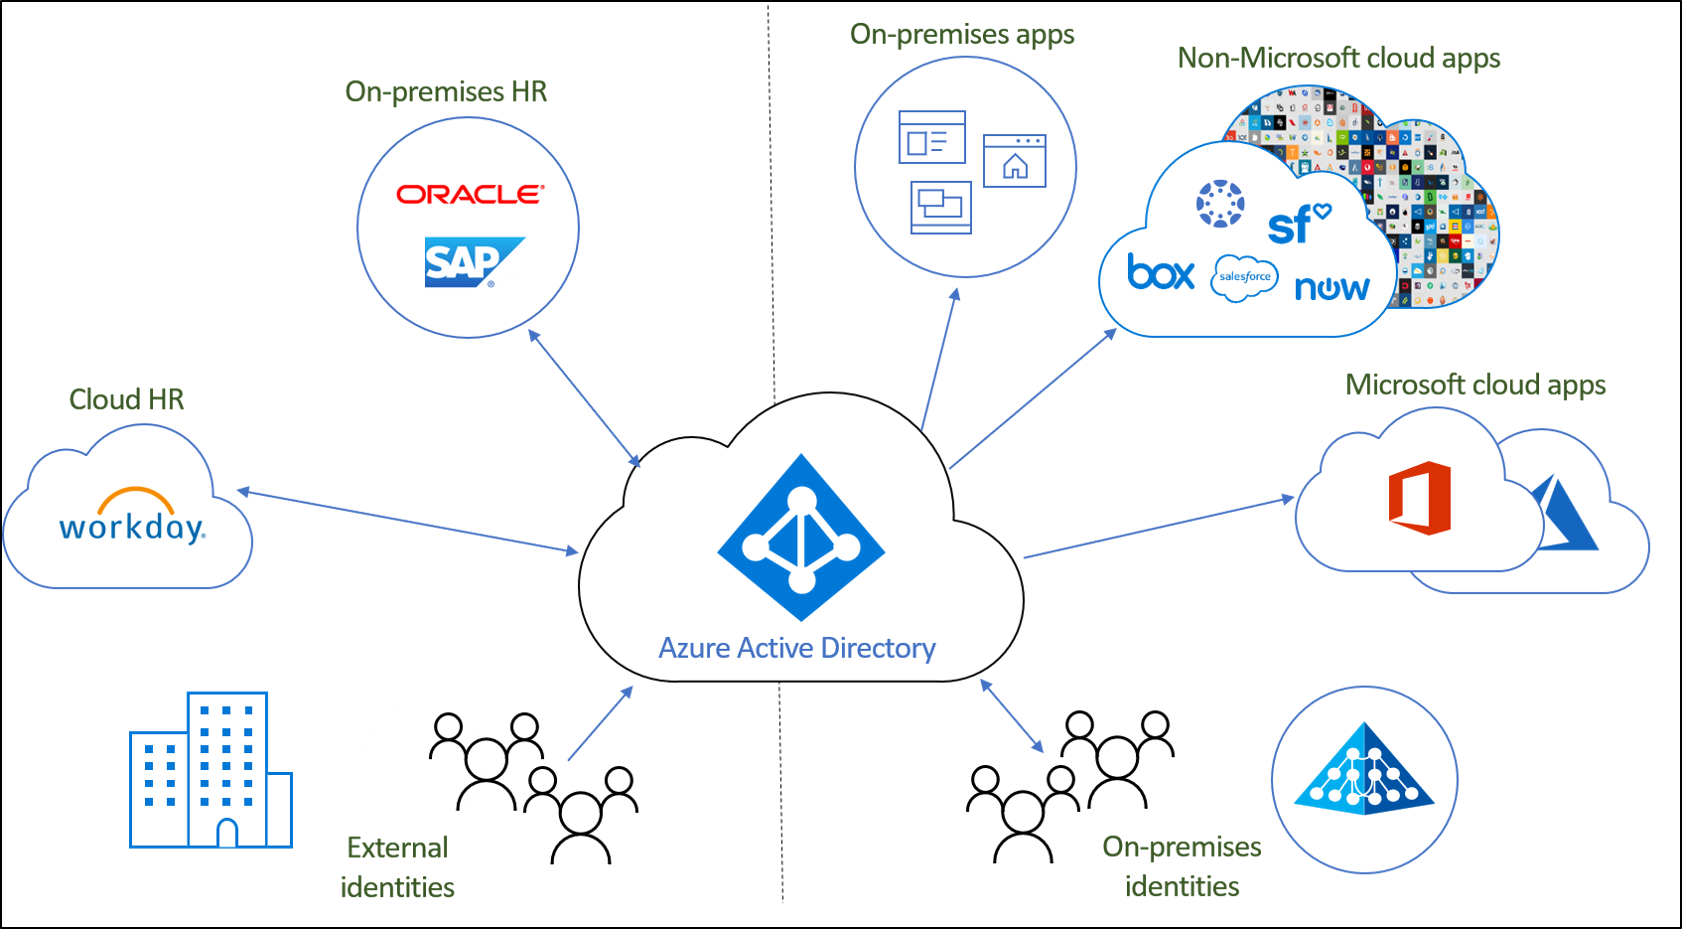 On-premises apps
Non-Microsoft cloud apps
On-premises HR
ORACLE®
SAP®
sf
box
salesforce
now
Microsoft cloud apps
Cloud HR
workday®
Azure Active Directory
External
identities
On-premises
identities